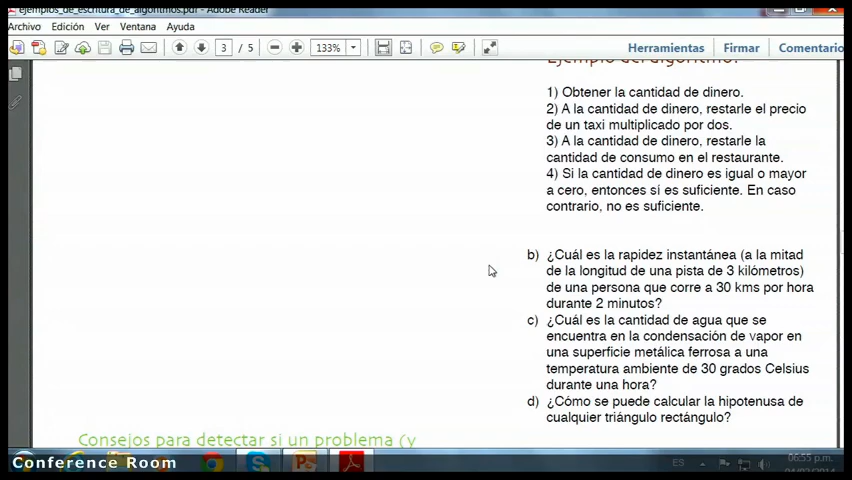 ejemplos_de_escritura_de_algoritmos.pdf - Adobe Reader
Archivo Edición Ver Ventana Ayuda
3 / 5 133% Herramientas Firmar Comentario
Ejemplo del algoritmo:
1) Obtener la cantidad de dinero.
2) A la cantidad de dinero, restarle el precio
de un taxi multiplicado por dos.
3) A la cantidad de dinero, restarle la
cantidad de consumo en el restaurante.
4) Si la cantidad de dinero es igual o mayor
a cero, entonces sí es suficiente. En caso
contrario, no es suficiente.
b) ¿Cuál es la rapidez instantánea (a la mitad
de la longitud de una pista de 3 kilómetros)
de una persona que corre a 30 kms por hora
durante 2 minutos?
c) ¿Cuál es la cantidad de agua que se
encuentra en la condensación de vapor en
una superficie metálica ferrosa a una
temperatura ambiente de 30 grados Celsius
durante una hora?
d) ¿Cómo se puede calcular la hipotenusa de
cualquier triángulo rectángulo?
Consejos para detectar si un problema (y
Conference Room
ES
06:55 p.m.